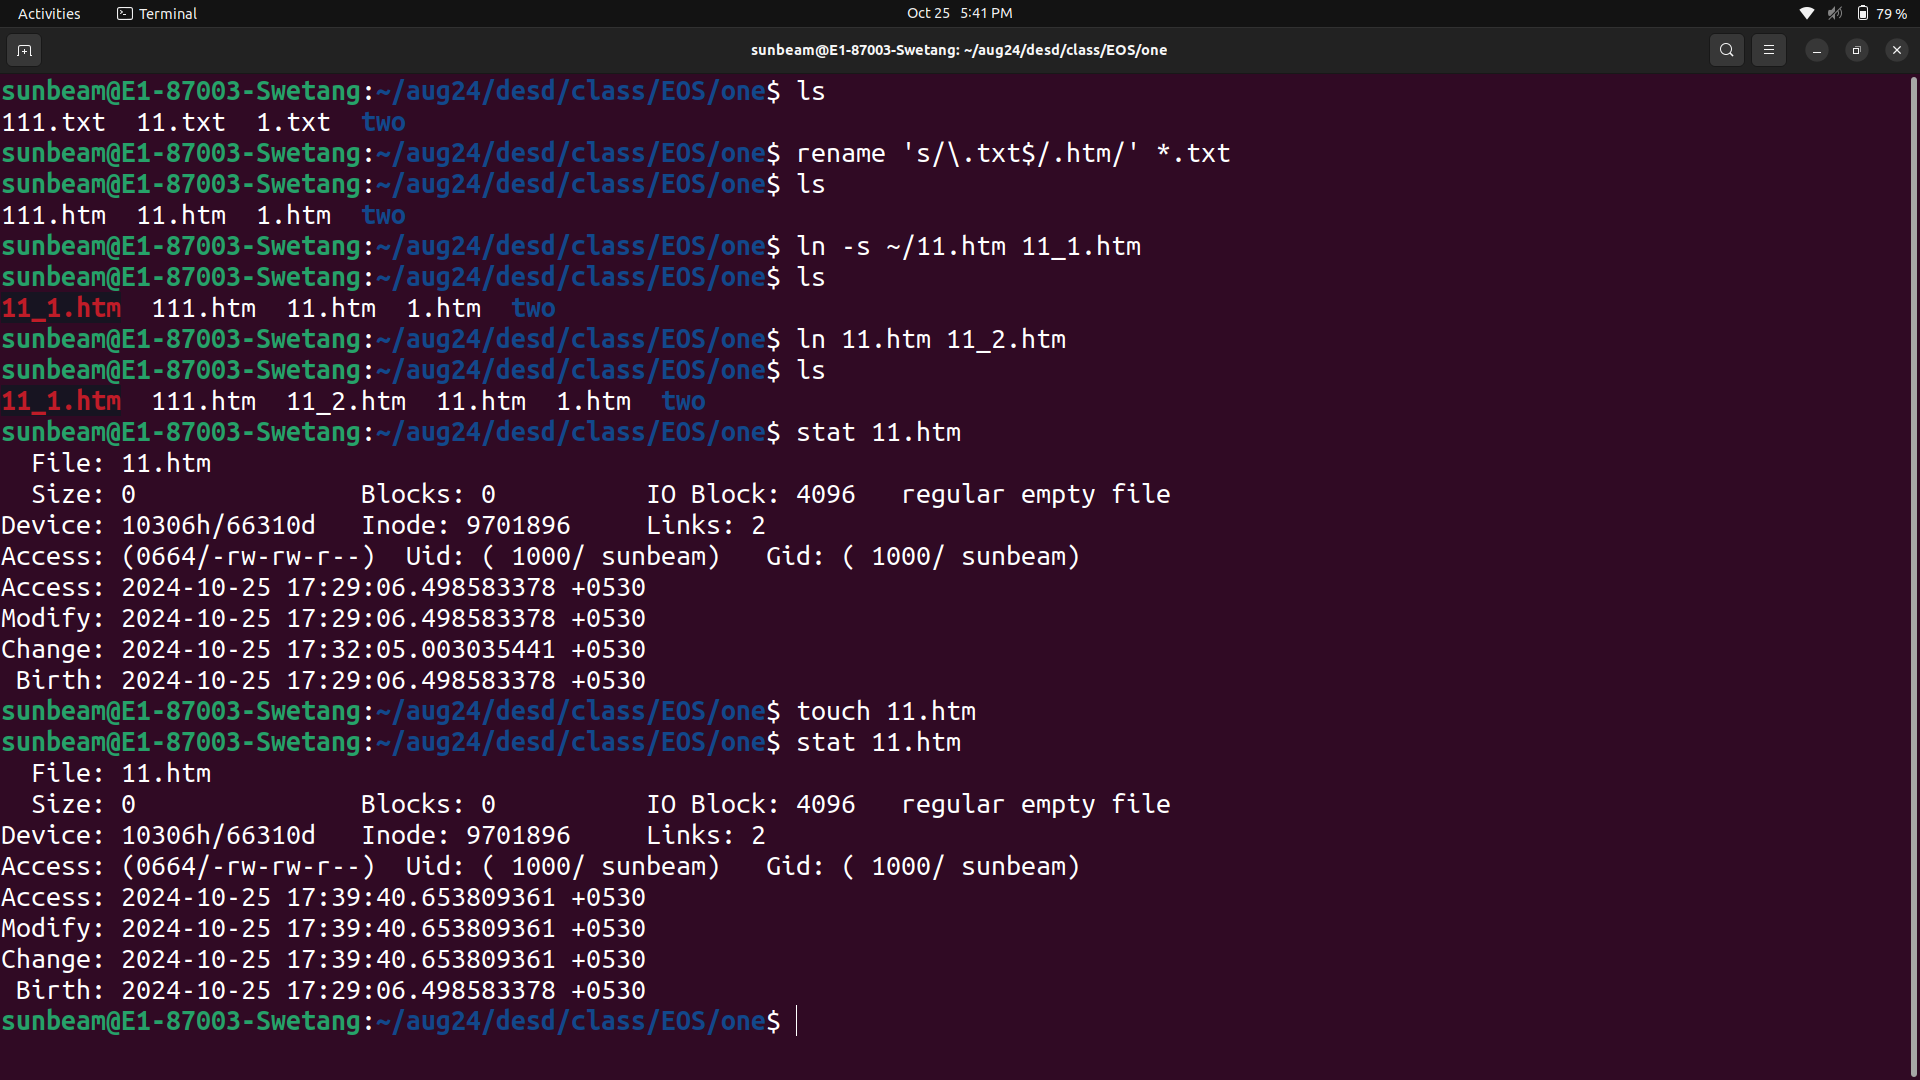 Activities Terminal Oct 25 5:41 PM 79 %
sunbeam@E1-87003-Swetang: ~/aug24/desd/class/EOS/one
sunbeam@E1-87003-Swetang:~/aug24/desd/class/EOS/one$ ls
111.txt  11.txt  1.txt  two
sunbeam@E1-87003-Swetang:~/aug24/desd/class/EOS/one$ rename 's/\.txt$/.htm/' *.txt
sunbeam@E1-87003-Swetang:~/aug24/desd/class/EOS/one$ ls
111.htm  11.htm  1.htm  two
sunbeam@E1-87003-Swetang:~/aug24/desd/class/EOS/one$ ln -s ~/11.htm 11_1.htm
sunbeam@E1-87003-Swetang:~/aug24/desd/class/EOS/one$ ls
11_1.htm  111.htm  11.htm  1.htm  two
sunbeam@E1-87003-Swetang:~/aug24/desd/class/EOS/one$ ln 11.htm 11_2.htm
sunbeam@E1-87003-Swetang:~/aug24/desd/class/EOS/one$ ls
11_1.htm  111.htm  11_2.htm  11.htm  1.htm  two
sunbeam@E1-87003-Swetang:~/aug24/desd/class/EOS/one$ stat 11.htm
  File: 11.htm
  Size: 0               Blocks: 0          IO Block: 4096   regular empty file
Device: 10306h/66310d   Inode: 9701896     Links: 2
Access: (0664/-rw-rw-r--)  Uid: ( 1000/ sunbeam)   Gid: ( 1000/ sunbeam)
Access: 2024-10-25 17:29:06.498583378 +0530
Modify: 2024-10-25 17:29:06.498583378 +0530
Change: 2024-10-25 17:32:05.003035441 +0530
 Birth: 2024-10-25 17:29:06.498583378 +0530
sunbeam@E1-87003-Swetang:~/aug24/desd/class/EOS/one$ touch 11.htm
sunbeam@E1-87003-Swetang:~/aug24/desd/class/EOS/one$ stat 11.htm
  File: 11.htm
  Size: 0               Blocks: 0          IO Block: 4096   regular empty file
Device: 10306h/66310d   Inode: 9701896     Links: 2
Access: (0664/-rw-rw-r--)  Uid: ( 1000/ sunbeam)   Gid: ( 1000/ sunbeam)
Access: 2024-10-25 17:39:40.653809361 +0530
Modify: 2024-10-25 17:39:40.653809361 +0530
Change: 2024-10-25 17:39:40.653809361 +0530
 Birth: 2024-10-25 17:29:06.498583378 +0530
sunbeam@E1-87003-Swetang:~/aug24/desd/class/EOS/one$